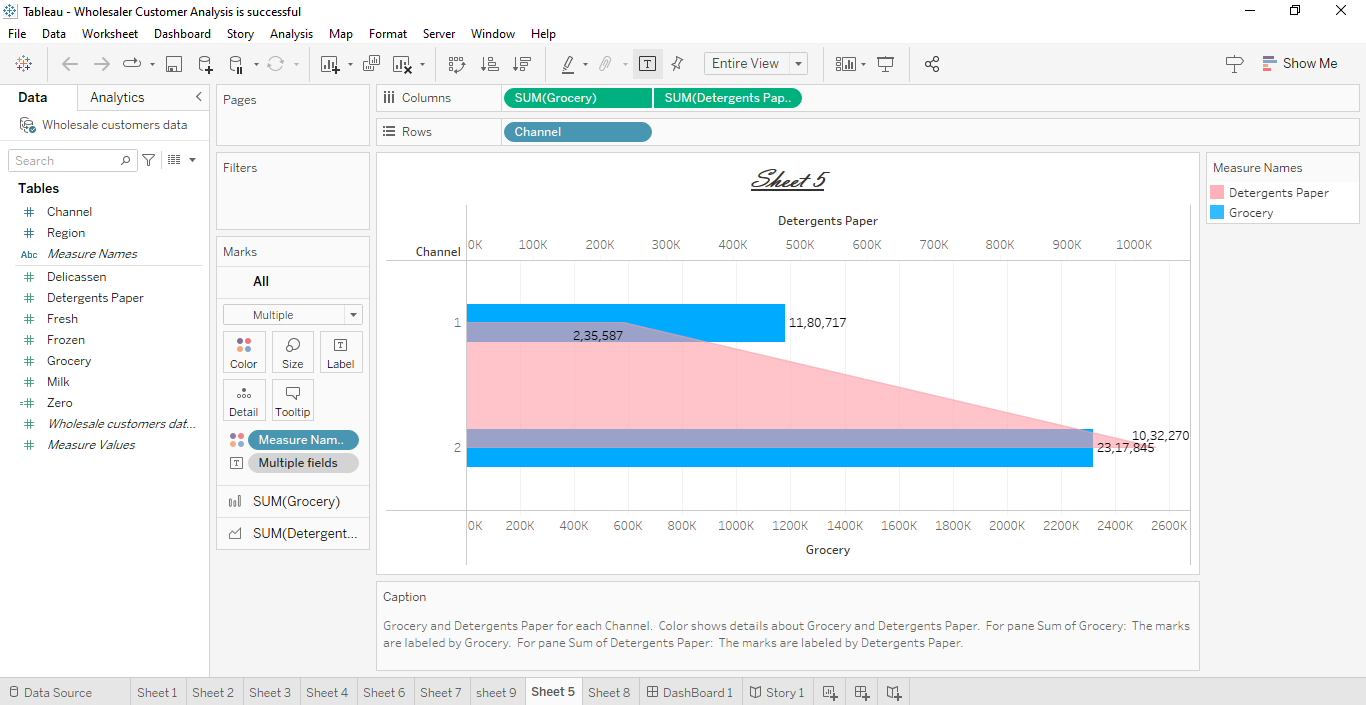 Tableau - Wholesaler Customer Analysis is successful
File Data Worksheet Dashboard Story Analysis Map Format Server Window Help
Entire View
Show Me
Data Analytics
Wholesale customers data
Search
Tables
Channel
Region
Abc Measure Names
Delicassen
Detergents Paper
Fresh
Frozen
Grocery
Milk
Zero
Wholesale customers dat...
Measure Values
Pages
Filters
Marks
All
Multiple
Color Size Label
Detail Tooltip
Measure Nam..
Multiple fields
SUM(Grocery)
SUM(Detergent...
Columns SUM(Grocery) SUM(Detergents Pap..
Rows Channel
Sheet 5
Detergents Paper
Channel 0K 100K 200K 300K 400K 500K 600K 700K 800K 900K 1000K
1 11,80,717
2,35,587
10,32,270
2 23,17,845
0K 200K 400K 600K 800K 1000K 1200K 1400K 1600K 1800K 2000K 2200K 2400K 2600K
Grocery
Caption
Grocery and Detergents Paper for each Channel. Color shows details about Grocery and Detergents Paper. For pane Sum of Grocery: The marks
are labeled by Grocery. For pane Sum of Detergents Paper: The marks are labeled by Detergents Paper.
Measure Names
Detergents Paper
Grocery
Data Source Sheet 1 Sheet 2 Sheet 3 Sheet 4 Sheet 6 Sheet 7 sheet 9 Sheet 5 Sheet 8 DashBoard 1 Story 1